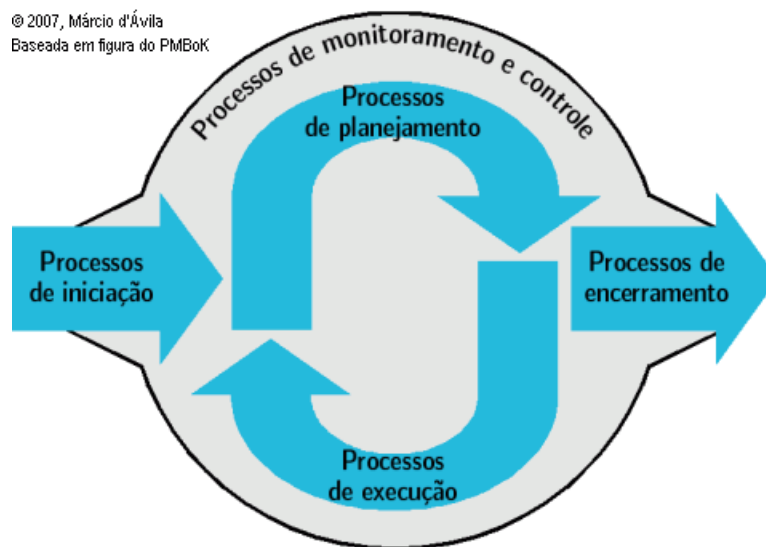 © 2007, Márcio d'Ávila
Baseada em figura do PMBoK
Processos de monitoramento e controle
Processos
de planejamento
Processos
de iniciação
Processos de
encerramento
Processos
de execução